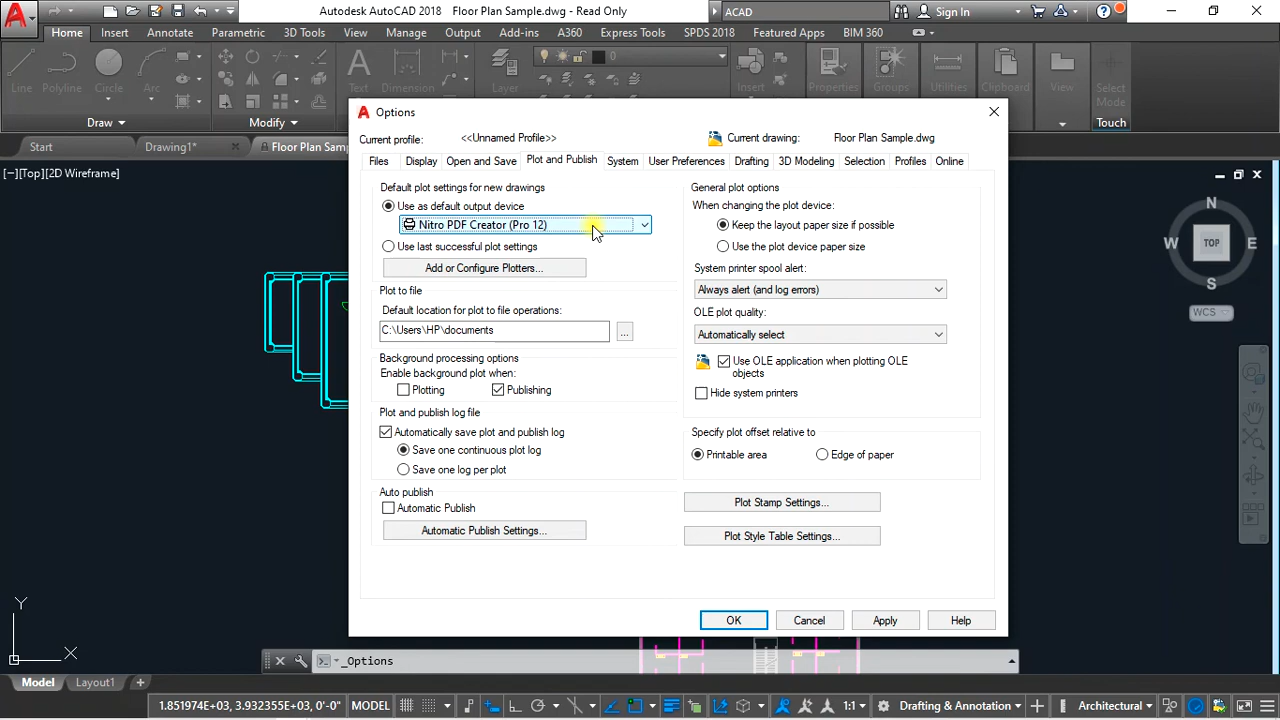 Autodesk AutoCAD 2018 Floor Plan Sample.dwg - Read Only
ACAD
Sign In
Home Insert Annotate Parametric 3D Tools View Manage Output Add-ins A360 Express Tools SPDS 2018 Featured Apps BIM 360
Line Polyline Circle Arc Text Dimension Layer 0 Insert Properties Groups Utilities Clipboard View Select Mode
Draw Modify Touch
Start Drawing1* Floor Plan Samp
[−][Top][2D Wireframe]
Options
Current profile: <<Unnamed Profile>> Current drawing: Floor Plan Sample.dwg
Files Display Open and Save Plot and Publish System User Preferences Drafting 3D Modeling Selection Profiles Online
Default plot settings for new drawings
Use as default output device
Nitro PDF Creator (Pro 12)
Use last successful plot settings
Add or Configure Plotters...
Plot to file
Default location for plot to file operations:
C:\Users\HP\documents
...
Background processing options
Enable background plot when:
Plotting Publishing
Plot and publish log file
Automatically save plot and publish log
Save one continuous plot log
Save one log per plot
Auto publish
Automatic Publish
Automatic Publish Settings...
General plot options
When changing the plot device:
Keep the layout paper size if possible
Use the plot device paper size
System printer spool alert:
Always alert (and log errors)
OLE plot quality:
Automatically select
Use OLE application when plotting OLE
objects
Hide system printers
Specify plot offset relative to
Printable area Edge of paper
Plot Stamp Settings...
Plot Style Table Settings...
OK Cancel Apply Help
N
W TOP E
S
WCS
Y
X
_Options
Model Layout1
1.851974E+03, 3.932355E+03, 0'-0" MODEL 1:1 Drafting & Annotation Architectural